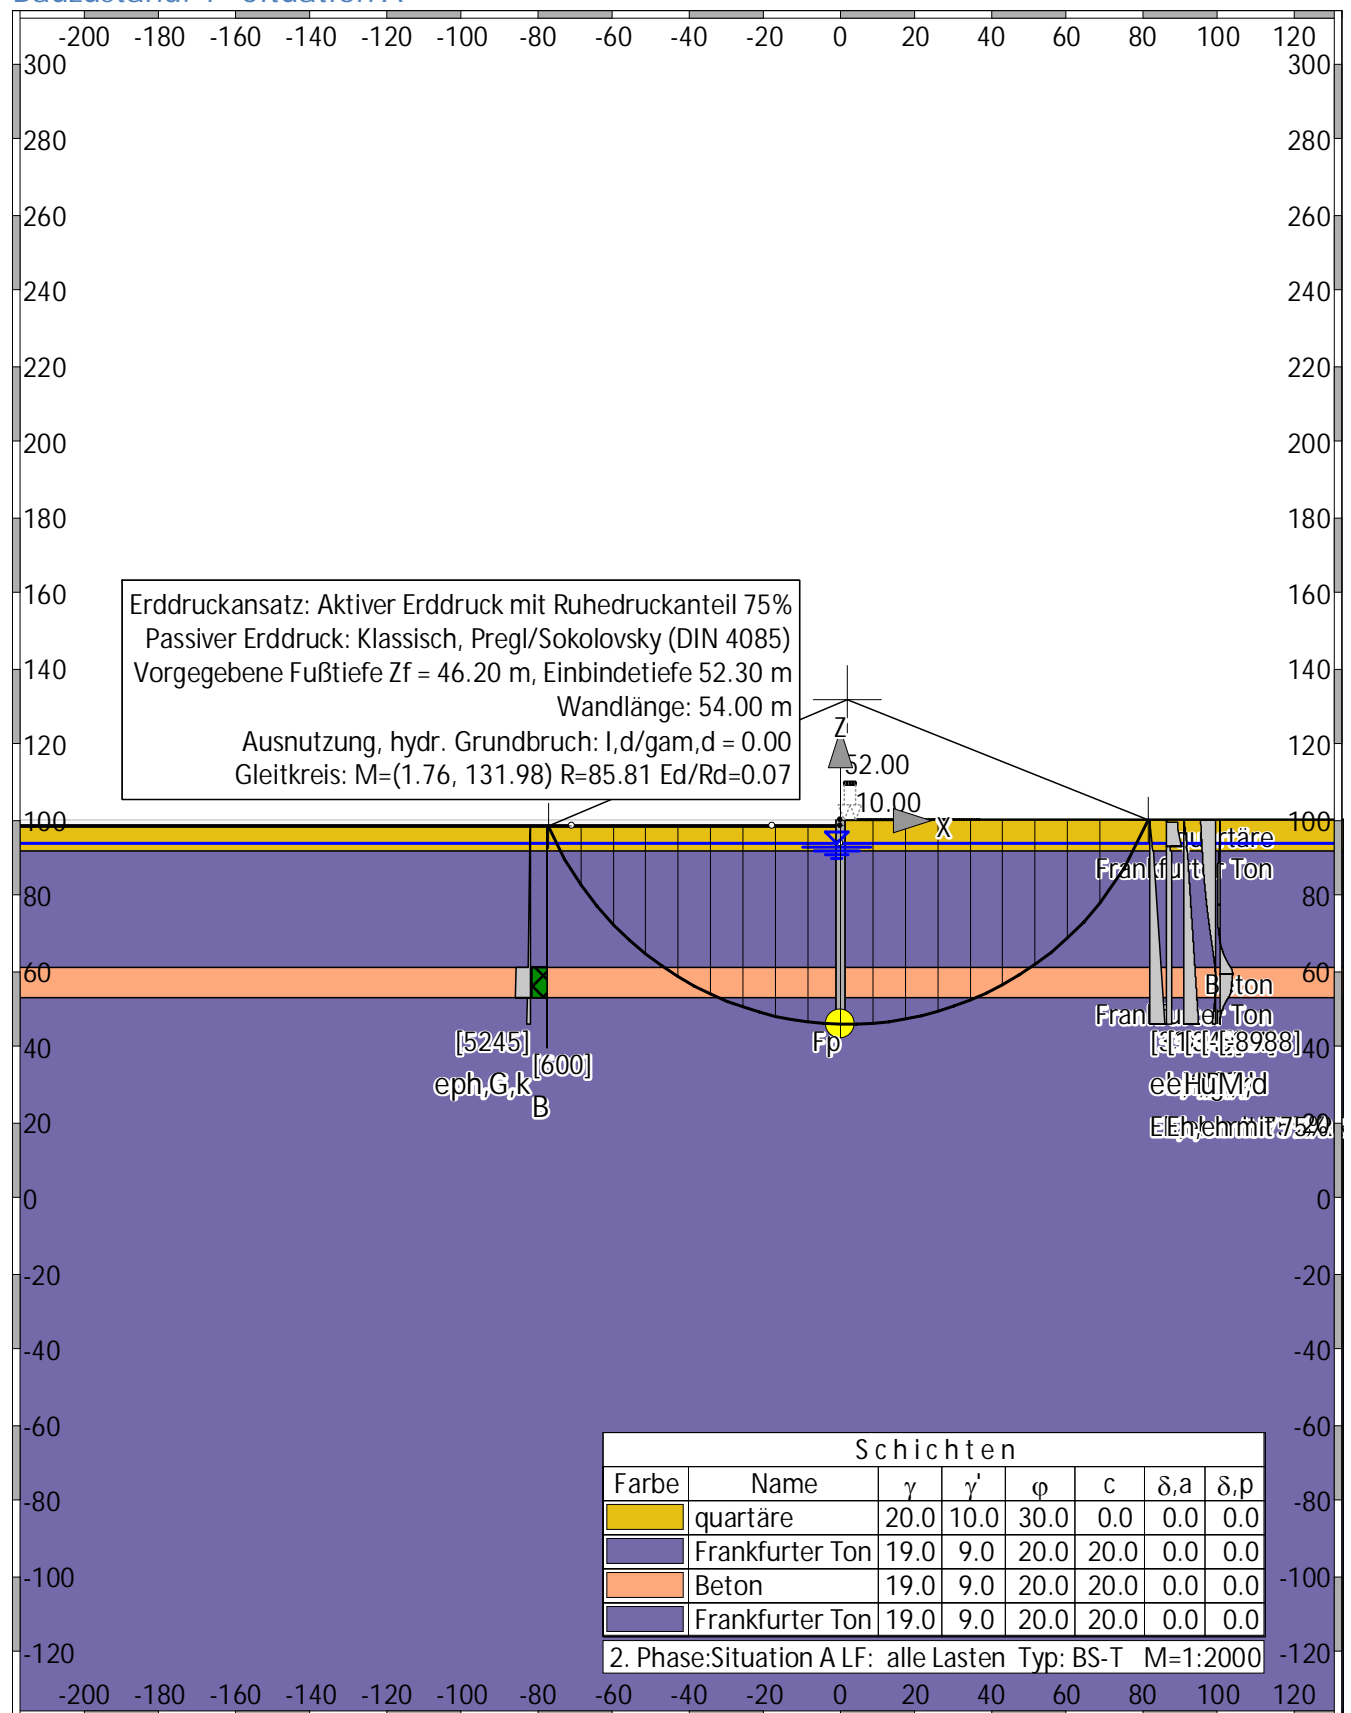 -200 -180 -160 -140 -120 -100 -80 -60 -40 -20 0 20 40 60 80 100 120
300 300
280 280
260 260
240 240
220 220
200 200
180 180
160 160
Erddruckansatz: Aktiver Erddruck mit Ruhedruckanteil 75%
Passiver Erddruck: Klassisch, Pregl/Sokolovsky (DIN 4085)
Vorgegebene Fußtiefe Zf = 46.20 m, Einbindetiefe 52.30 m
Wandlänge: 54.00 m
Ausnutzung, hydr. Grundbruch: I,d/gam,d = 0.00
Gleitkreis: M=(1.76, 131.98) R=85.81 Ed/Rd=0.07
140 140
120 120
Z
52.00
10.00
X
100 100
quartäre
Frankfurter Ton
80 80
60 60
Beton
Frankfurter Ton
40 40
[5245]
[600]
Fp
eph,G,k
B
20 20
0 0
-20 -20
-40 -40
-60 -60
-80 -80
-100 -100
-120 -120
Schichten
Farbe Name γ γ' φ c δ,a δ,p
quartäre 20.0 10.0 30.0 0.0 0.0 0.0
Frankfurter Ton 19.0 9.0 20.0 20.0 0.0 0.0
Beton 19.0 9.0 20.0 20.0 0.0 0.0
Frankfurter Ton 19.0 9.0 20.0 20.0 0.0 0.0
2. Phase:Situation A LF: alle Lasten Typ: BS-T M=1:2000
-200 -180 -160 -140 -120 -100 -80 -60 -40 -20 0 20 40 60 80 100 120